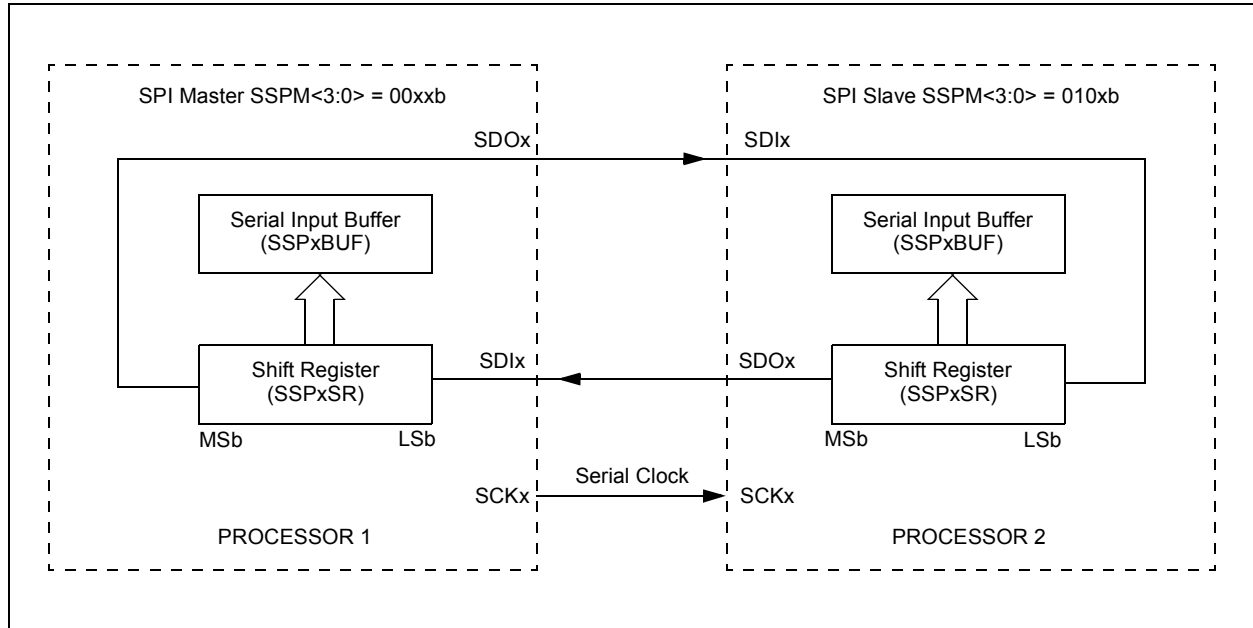 SPI Master SSPM<3:0> = 00xxb
SDOx
Serial Input Buffer
(SSPxBUF)
Shift Register
(SSPxSR)
MSb
LSb
SDIx
SCKx
PROCESSOR 1
Serial Clock
SPI Slave SSPM<3:0> = 010xb
SDIx
Serial Input Buffer
(SSPxBUF)
SDOx
Shift Register
(SSPxSR)
MSb
LSb
SCKx
PROCESSOR 2